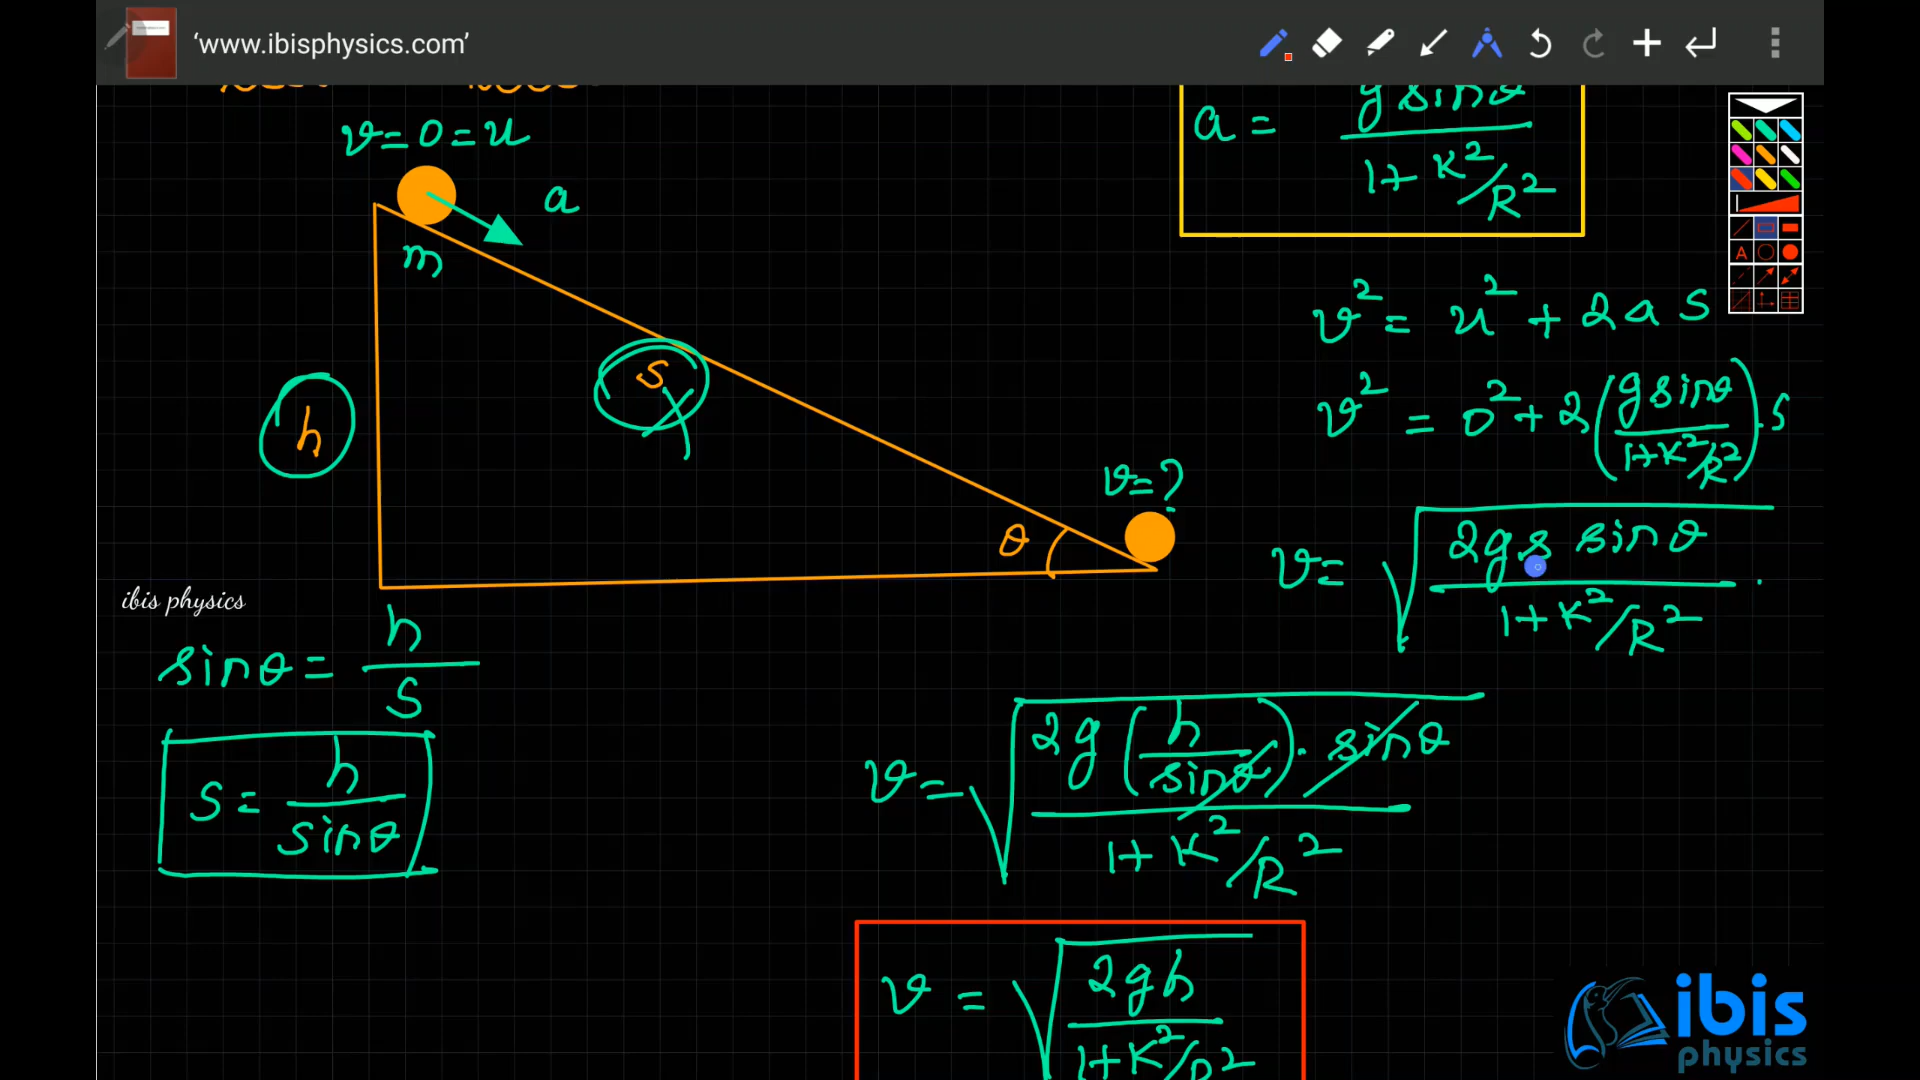 'www.ibisphysics.com'
v = 0 = u
a
m
h
s
θ
v = ?
ibis physics
sinθ = h/s
s = h/sinθ
a = g sinθ / (1 + K²/R²)
v² = u² + 2as
v² = 0² + 2(g sinθ / (1 + K²/R²)).s
v = √(2gs sinθ / (1 + K²/R²)).
v = √(2g(h/sinθ).sinθ / (1 + K²/R²))
v = √(2gh / (1 + K²/R²))
A
ibis
physics